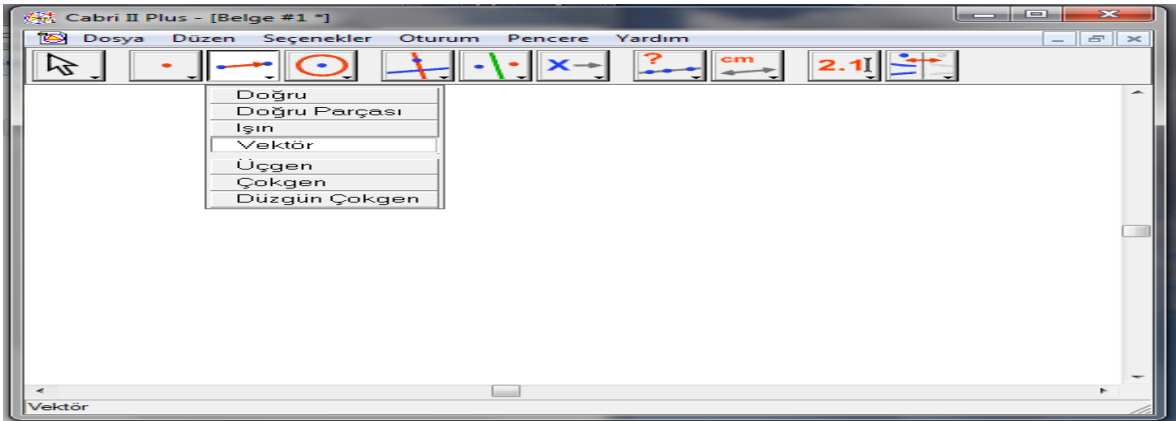 Cabri II Plus - [Belge #1 *]
Dosya Düzen Seçenekler Oturum Pencere Yardım
? cm 2.1
Doğru
Doğru Parçası
Işın
Vektör
Üçgen
Çokgen
Düzgün Çokgen
Vektör